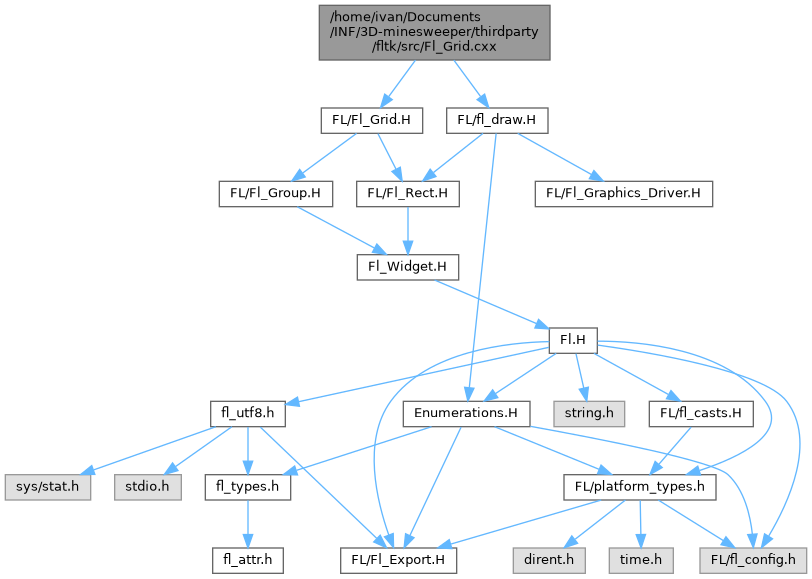 /home/ivan/Documents
/INF/3D-minesweeper/thirdparty
/fltk/src/Fl_Grid.cxx
FL/Fl_Grid.H
FL/fl_draw.H
FL/Fl_Group.H
FL/Fl_Rect.H
FL/Fl_Graphics_Driver.H
Fl_Widget.H
Fl.H
fl_utf8.h
Enumerations.H
string.h
FL/fl_casts.H
sys/stat.h
stdio.h
fl_types.h
FL/platform_types.h
fl_attr.h
FL/Fl_Export.H
dirent.h
time.h
FL/fl_config.h